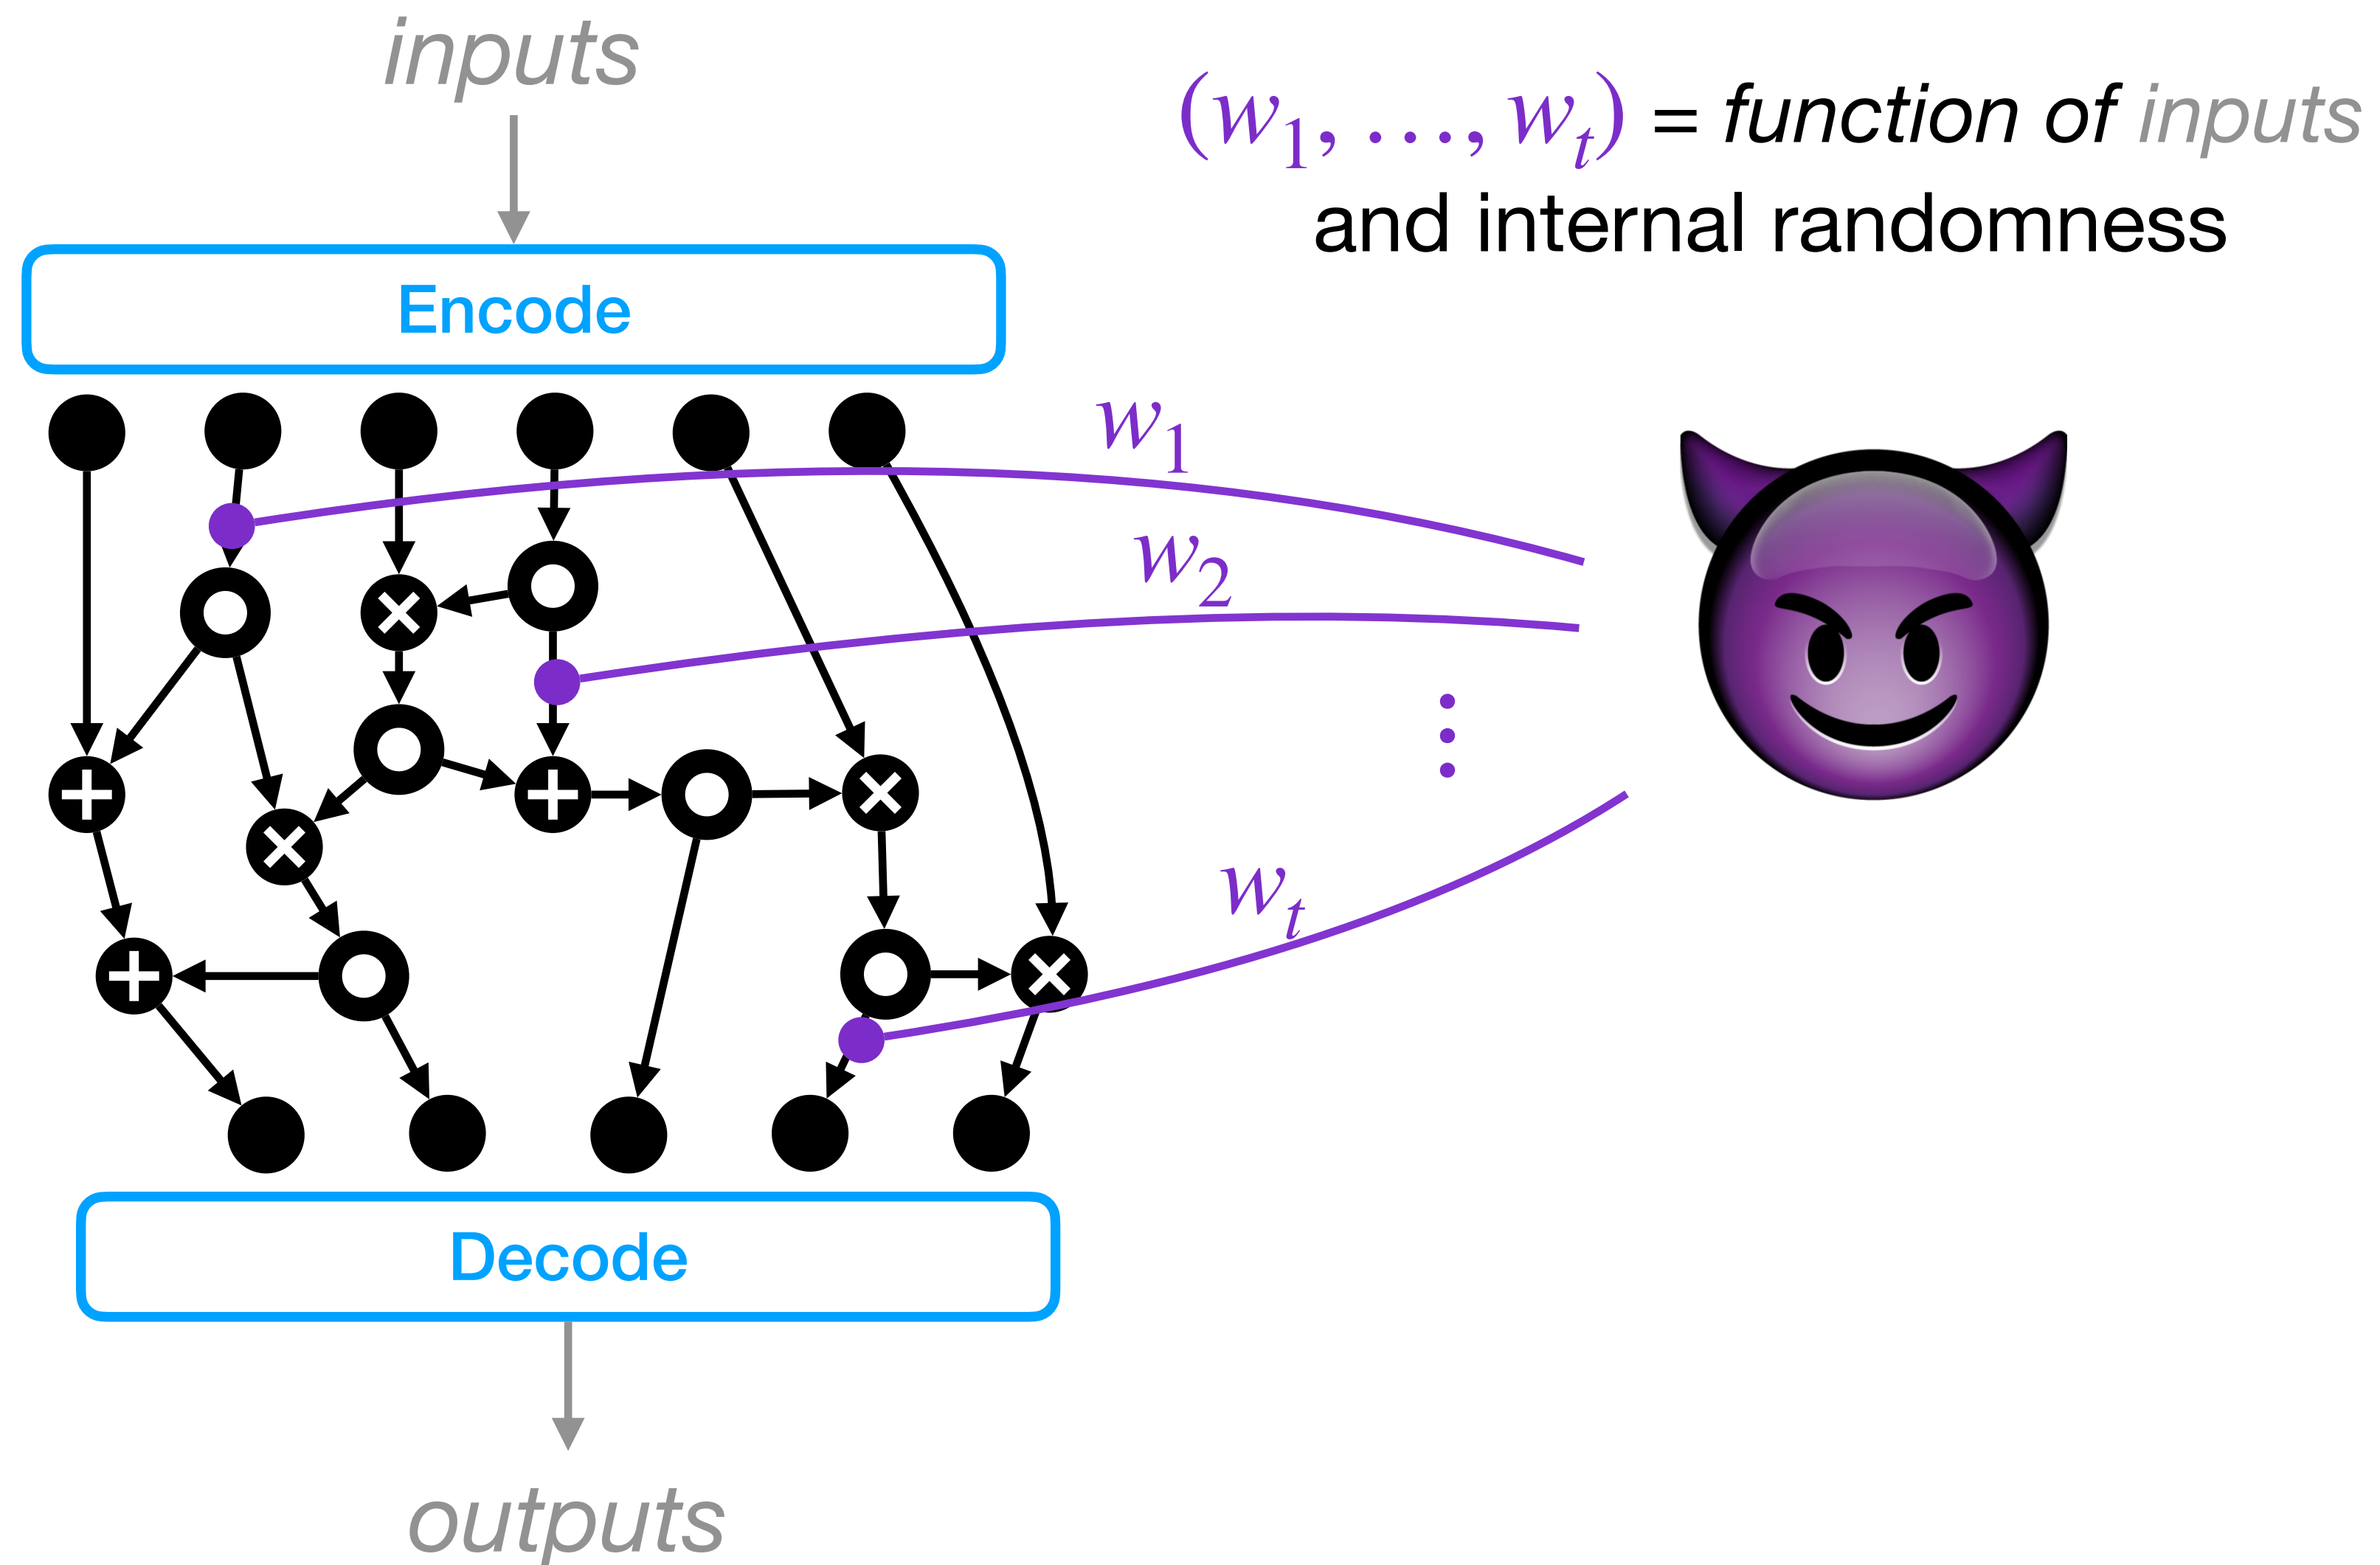 inputs
(w₁, …, wₜ) = function of inputs
and internal randomness
Encode
w₁
w₂
wₜ
Decode
outputs